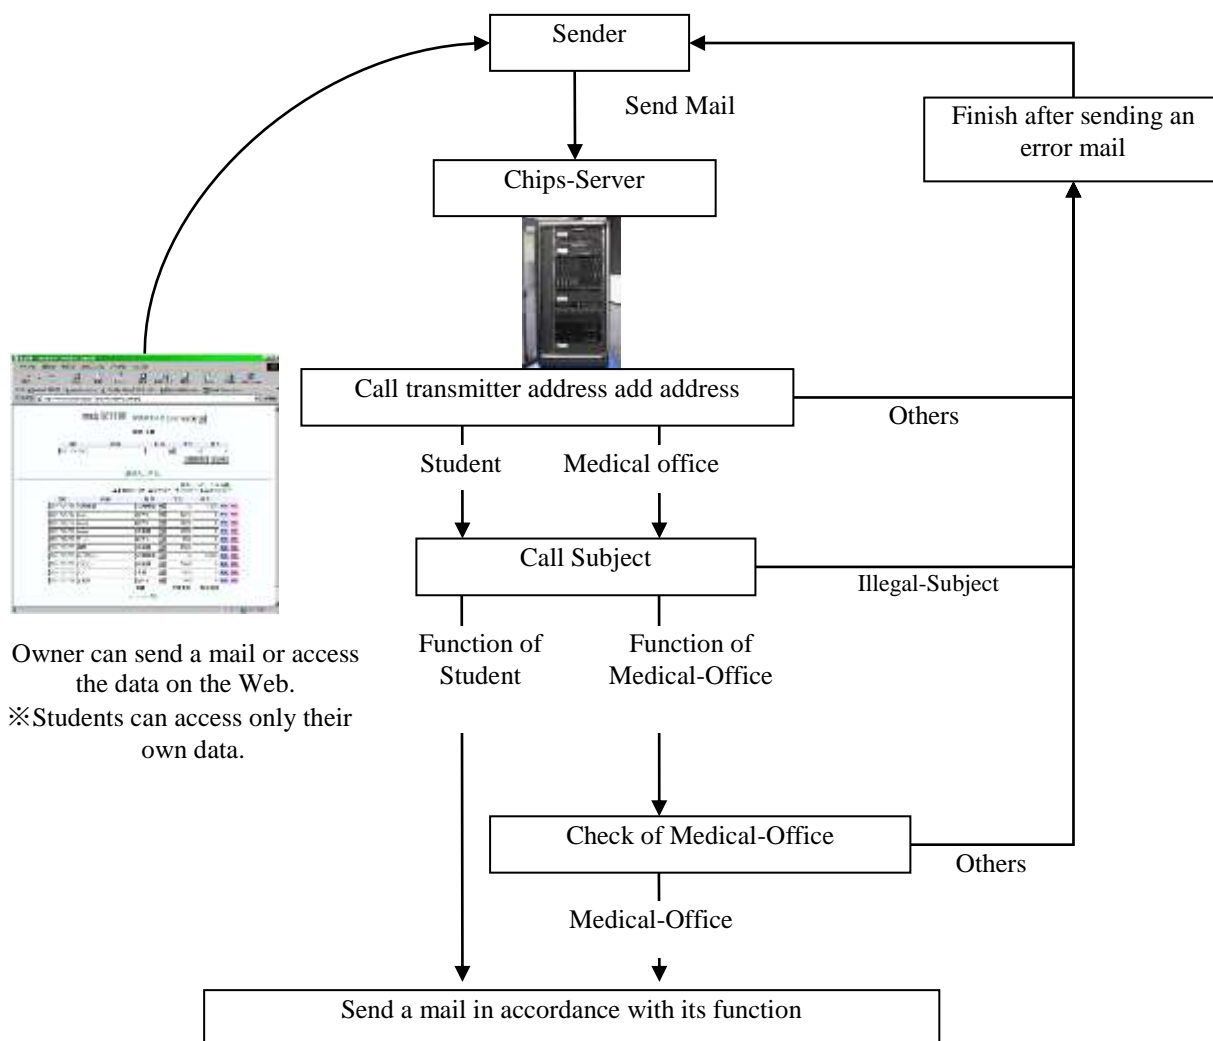 Sender
Send Mail
Finish after sending an
error mail
Chips-Server
Call transmitter address add address
Others
Student
Medical office
Call Subject
Illegal-Subject
Function of
Student
Function of
Medical-Office
Owner can send a mail or access
the data on the Web.
※Students can access only their
own data.
Check of Medical-Office
Others
Medical-Office
Send a mail in accordance with its function